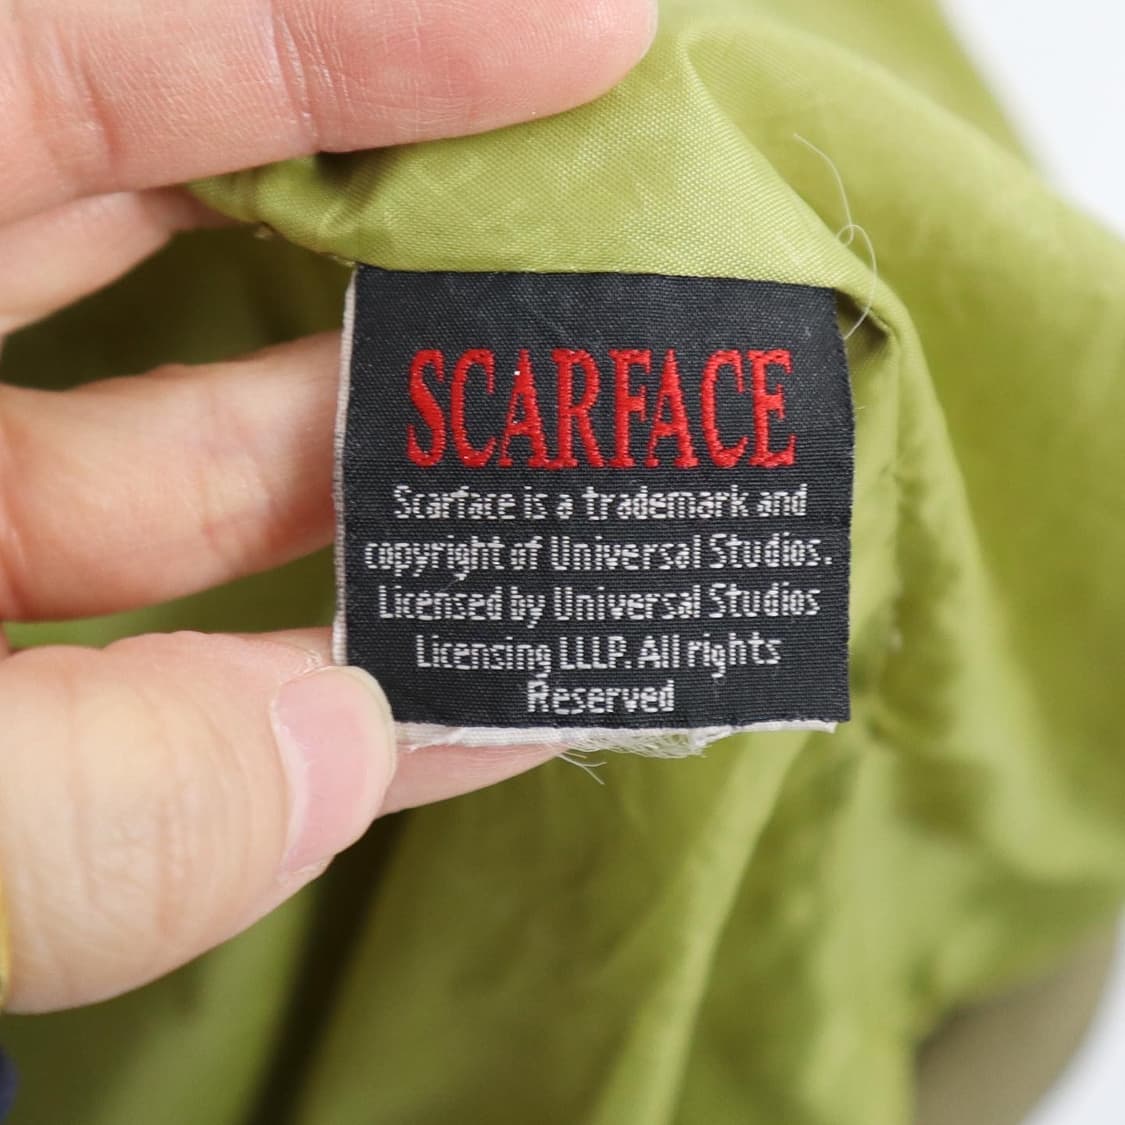 SCARFACE
Scarface is a trademark and
copyright of Universal Studios.
Licensed by Universal Studios
Licensing LLLP. All rights
Reserved